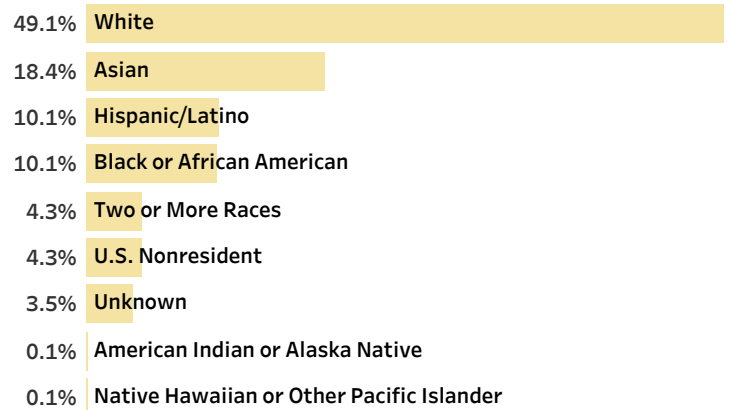 49.1% White
18.4% Asian
10.1% Hispanic/Latino
10.1% Black or African American
4.3% Two or More Races
4.3% U.S. Nonresident
3.5% Unknown
0.1% American Indian or Alaska Native
0.1% Native Hawaiian or Other Pacific Islander